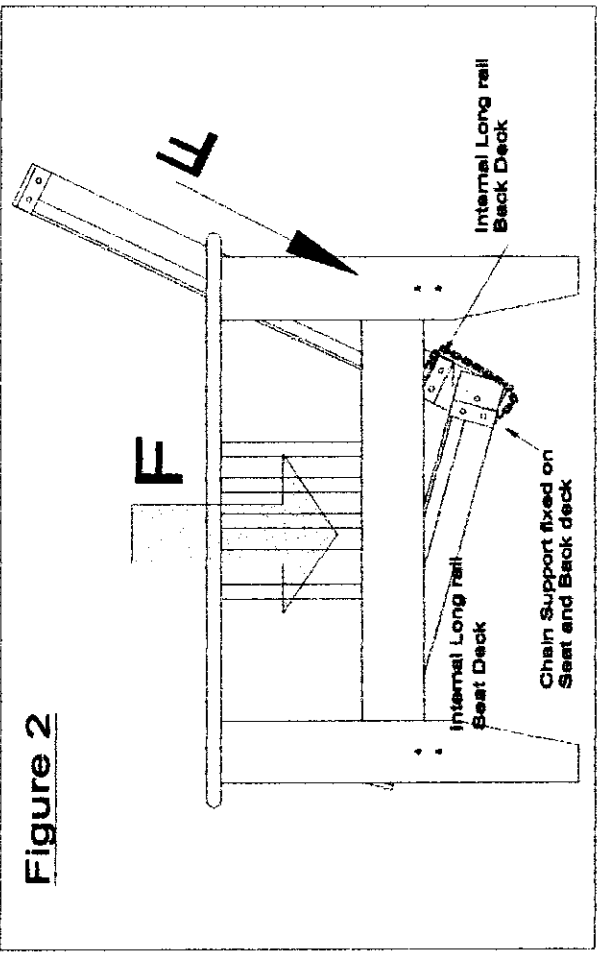 Figure 2
F
F
Internal Long rail
Back Deck
Internal Long rail
Seat Deck
Chain Support fixed on
Seat and Back deck